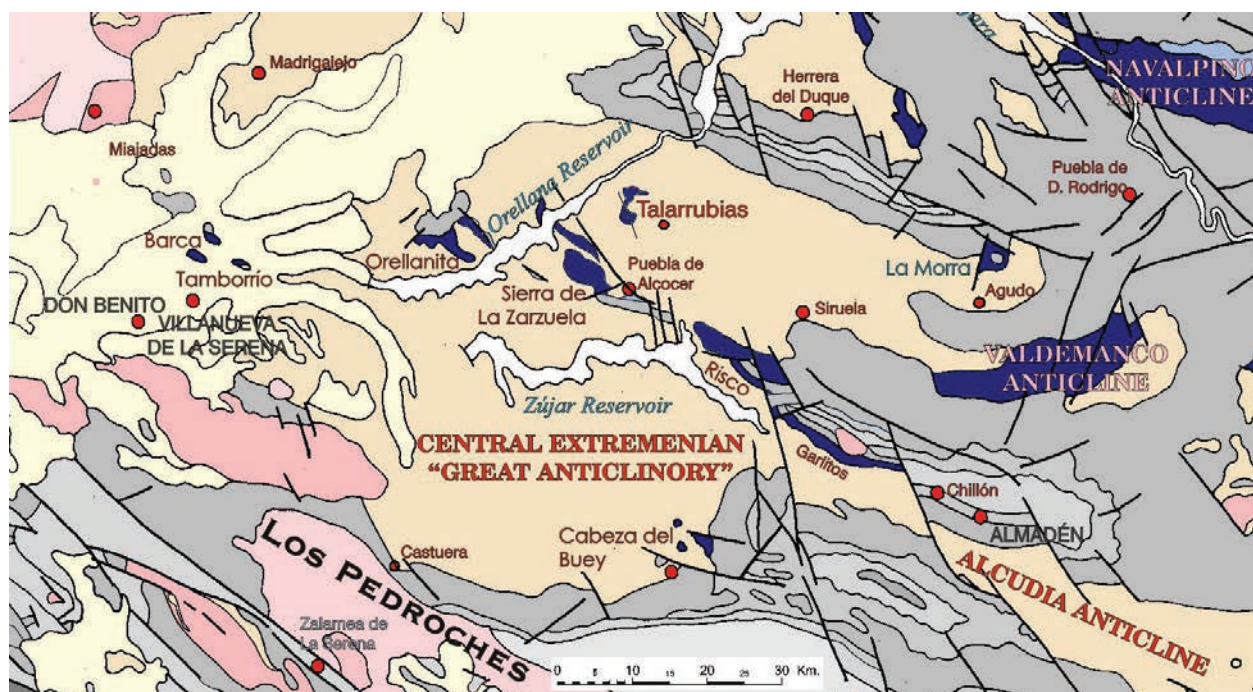 Madrigalejo
Herrera
del Duque
NAVALPINO
ANTICLINE
Miajadas
Orellana Reservoir
Puebla de
D. Rodrigo
Talarrubias
Barca
Orellanita
La Morra
Tamborrío
Puebla de
Alcocer
Agudo
DON BENITO
Sierra de
La Zarzuela
Siruela
VILLANUEVA
DE LA SERENA
VALDEMANCO
ANTICLINE
Risco
Zújar Reservoir
CENTRAL EXTREMENIAN
"GREAT ANTICLINORY"
Garlitos
Chillón
ALMADÉN
Cabeza del
Buey
Castuera
LOS PEDROCHES
ALCUDIA ANTICLINE
Zalamea de
La Serena
0 5 10 15 20 25 30 Km.